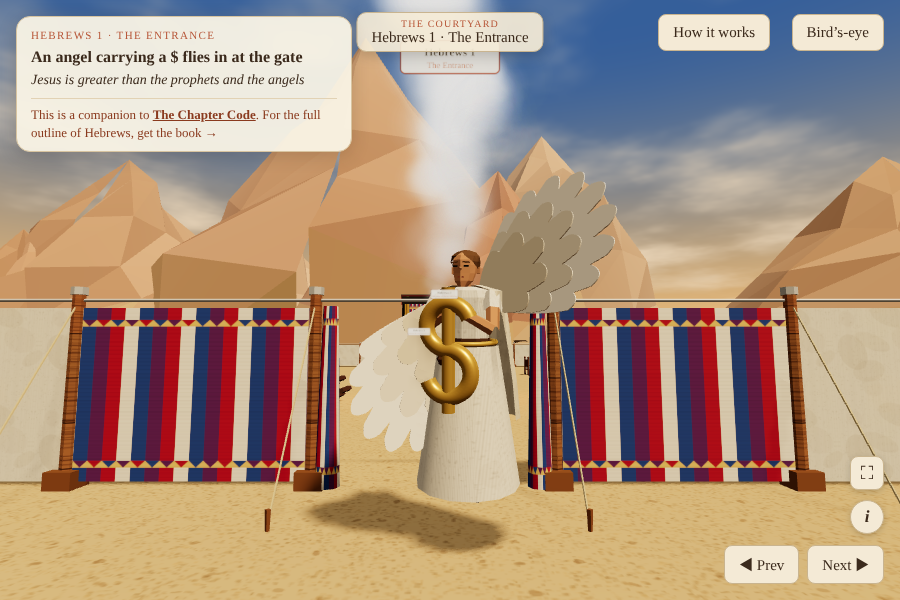 HEBREWS 1 · THE ENTRANCE
An angel carrying a $ flies in at the gate
Jesus is greater than the prophets and the angels
This is a companion to The Chapter Code. For the full
outline of Hebrews, get the book →
THE COURTYARD
Hebrews 1 · The Entrance
Hebrews 1
The Entrance
How it works
Bird’s-eye
$
i
◀ Prev
Next ▶